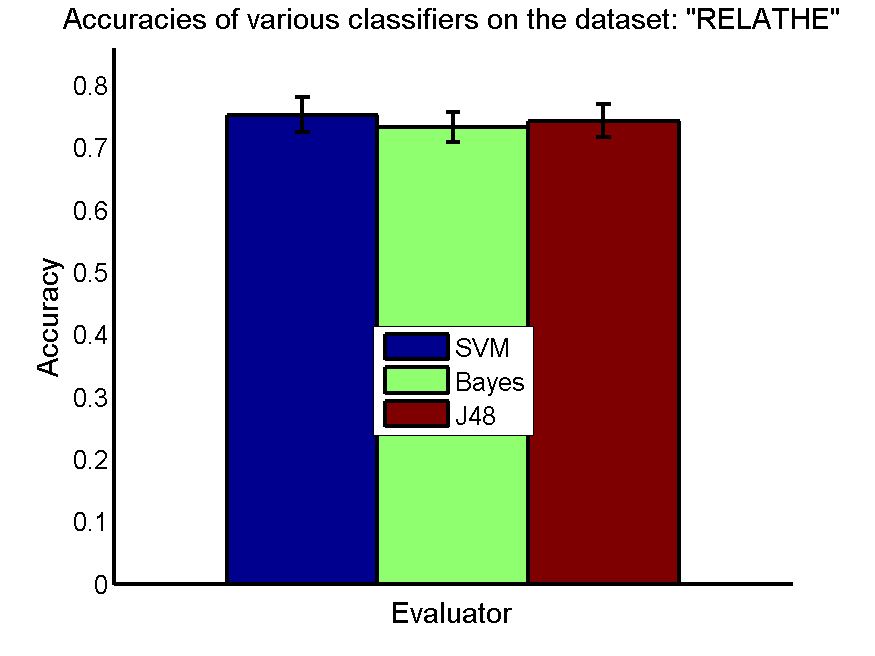 Accuracies of various classifiers on the dataset: "RELATHE"
0.8
0.7
0.6
0.5
0.4
0.3
0.2
0.1
0
Accuracy
SVM
Bayes
J48
Evaluator